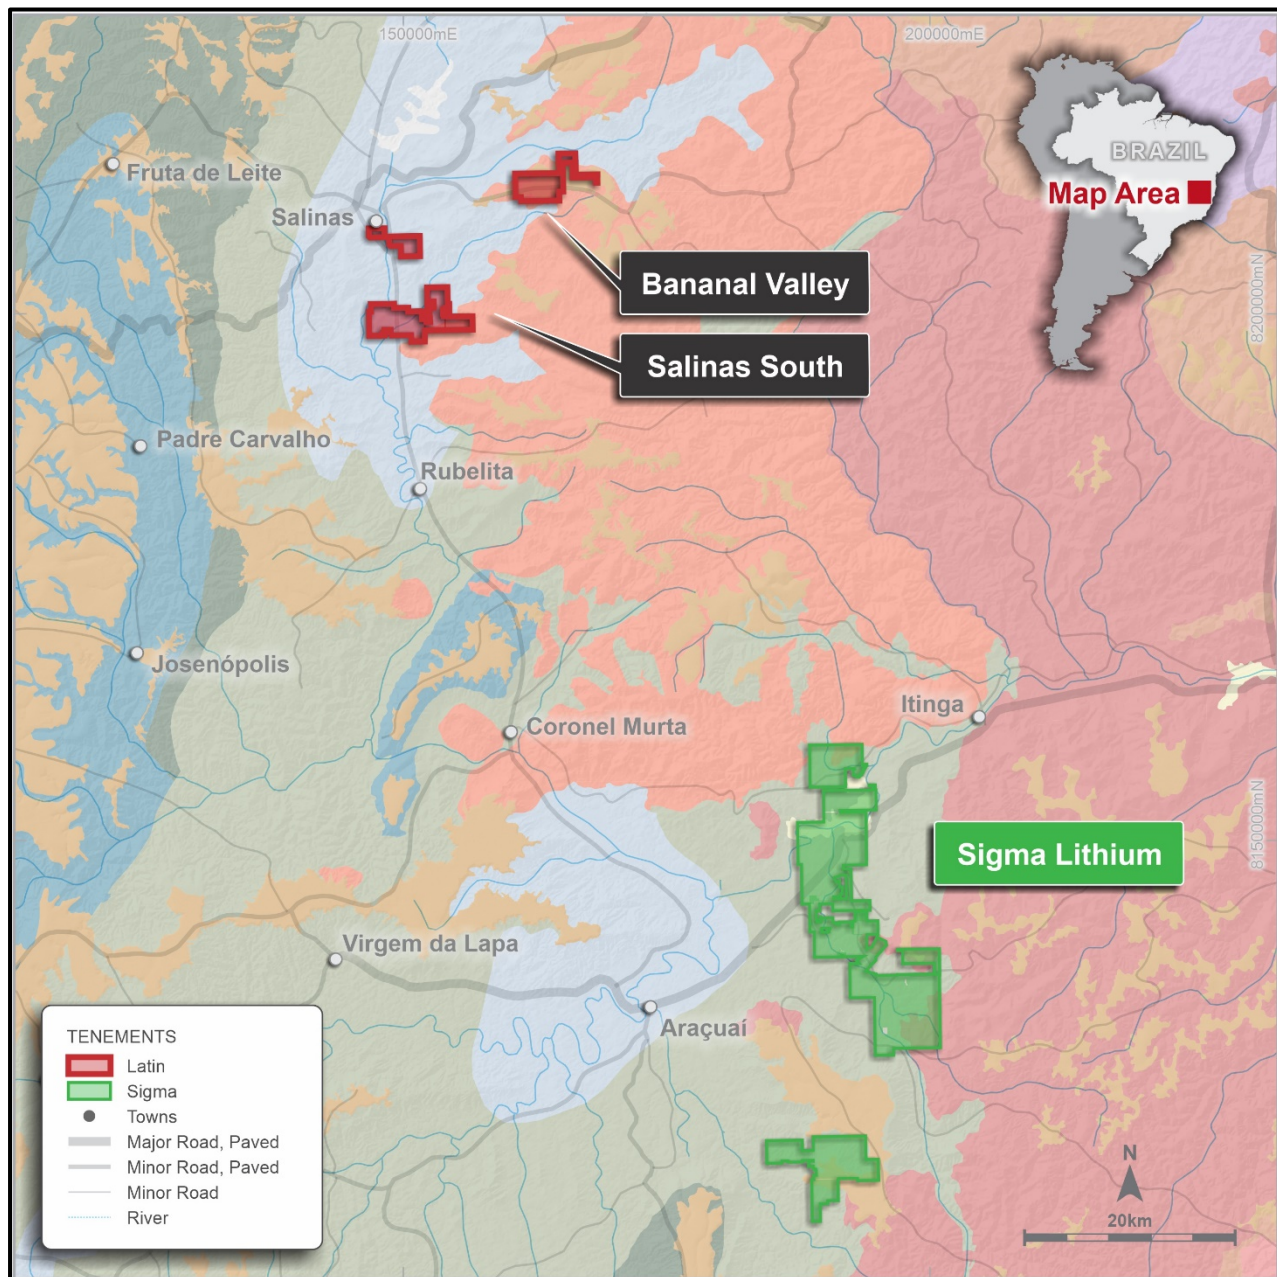 150000mE
200000mE
BRAZIL
Map Area
Fruta de Leite
Salinas
Bananal Valley
8200000mN
Salinas South
Padre Carvalho
Rubelita
Josenópolis
Itinga
Coronel Murta
8150000mN
Sigma Lithium
Virgem da Lapa
Araçuaí
TENEMENTS
Latin
Sigma
Towns
Major Road, Paved
Minor Road, Paved
Minor Road
River
N
20km